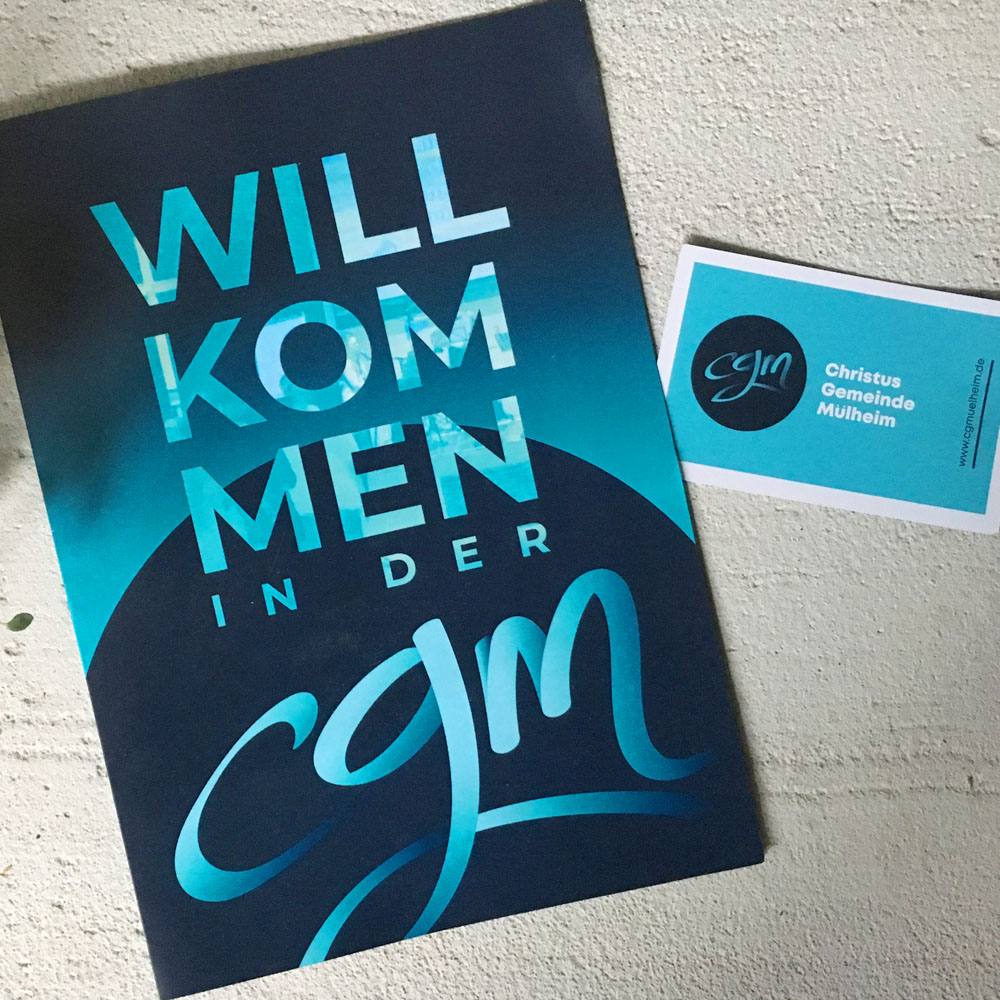 WILL
KOM
MEN
IN DER
cgm
cgm
Christus
Gemeinde
Mülheim
www.cgmuelheim.de